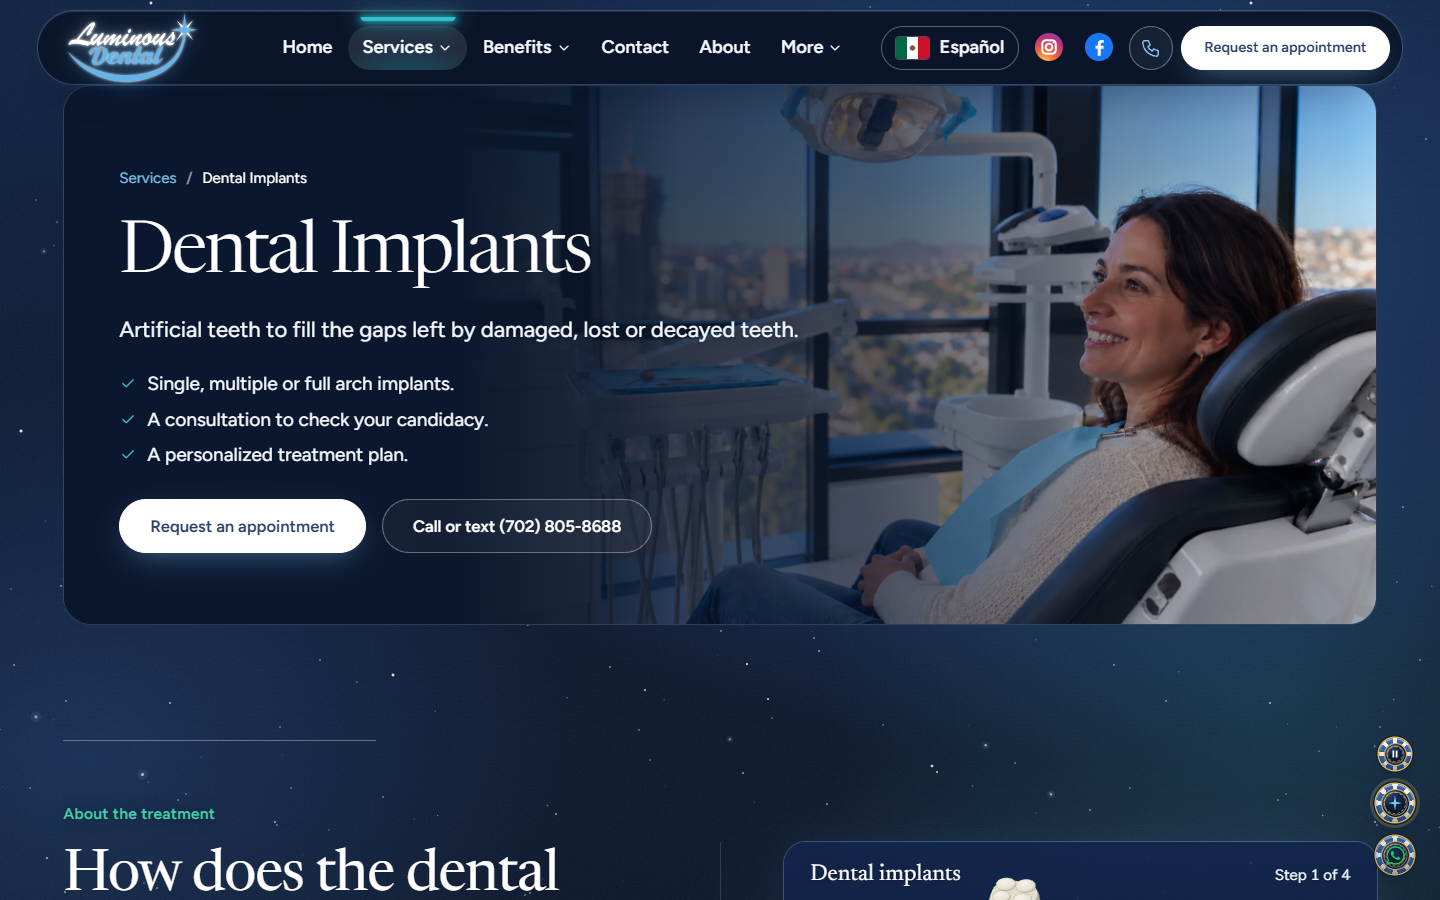 Luminous
Dental
Home
Services
Benefits
Contact
About
More
Español
Request an appointment
Services / Dental Implants
Dental Implants
Artificial teeth to fill the gaps left by damaged, lost or decayed teeth.
Single, multiple or full arch implants.
A consultation to check your candidacy.
A personalized treatment plan.
Request an appointment
Call or text (702) 805-8688
About the treatment
How does the dental
Dental implants
Step 1 of 4